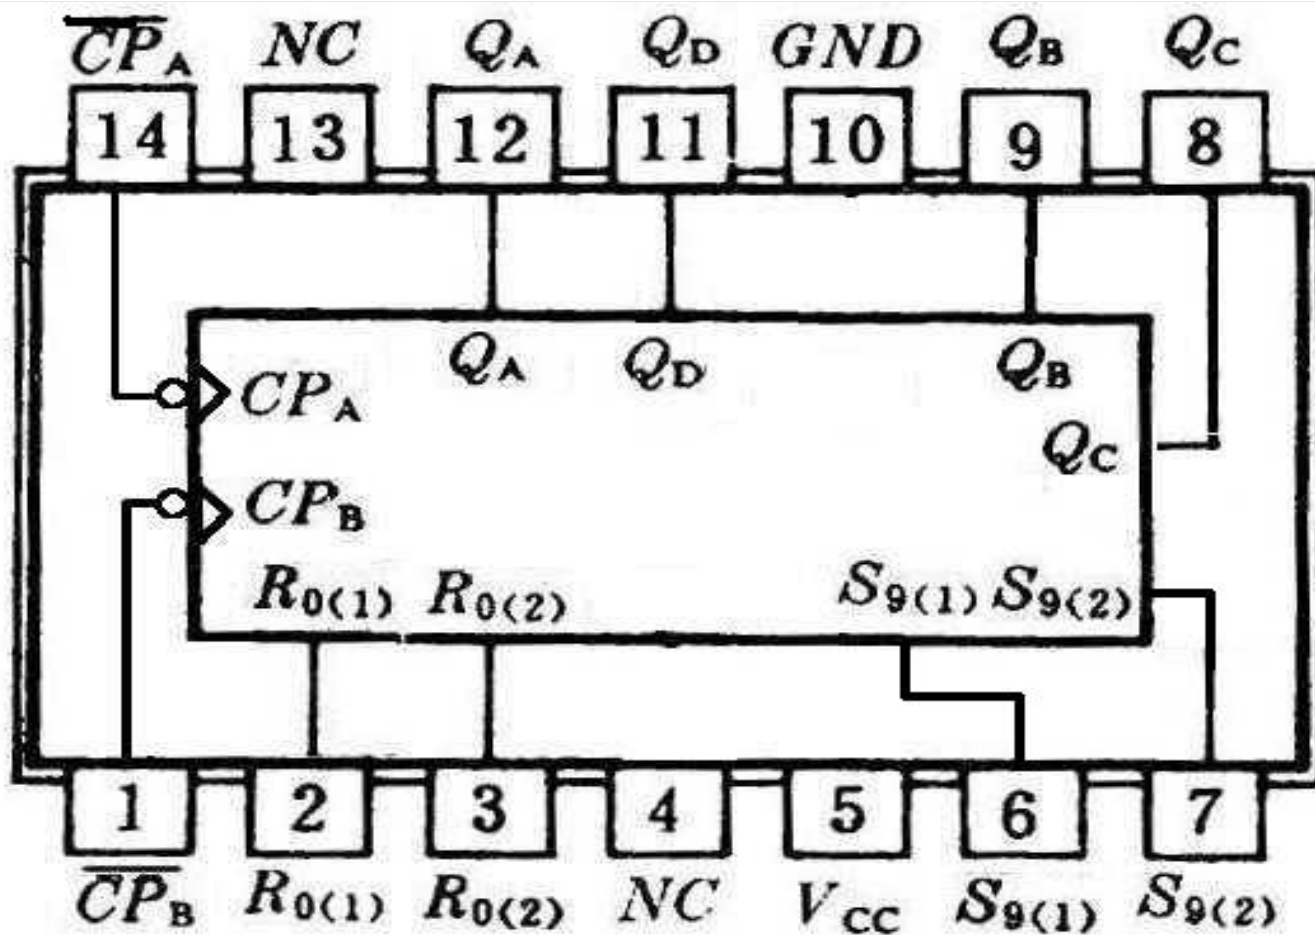 C̅P̅A NC QA QD GND QB QC
14 13 12 11 10 9 8
QA QD QB
CPA
QC
CPB
R0(1) R0(2) S9(1) S9(2)
1 2 3 4 5 6 7
C̅P̅B R0(1) R0(2) NC VCC S9(1) S9(2)